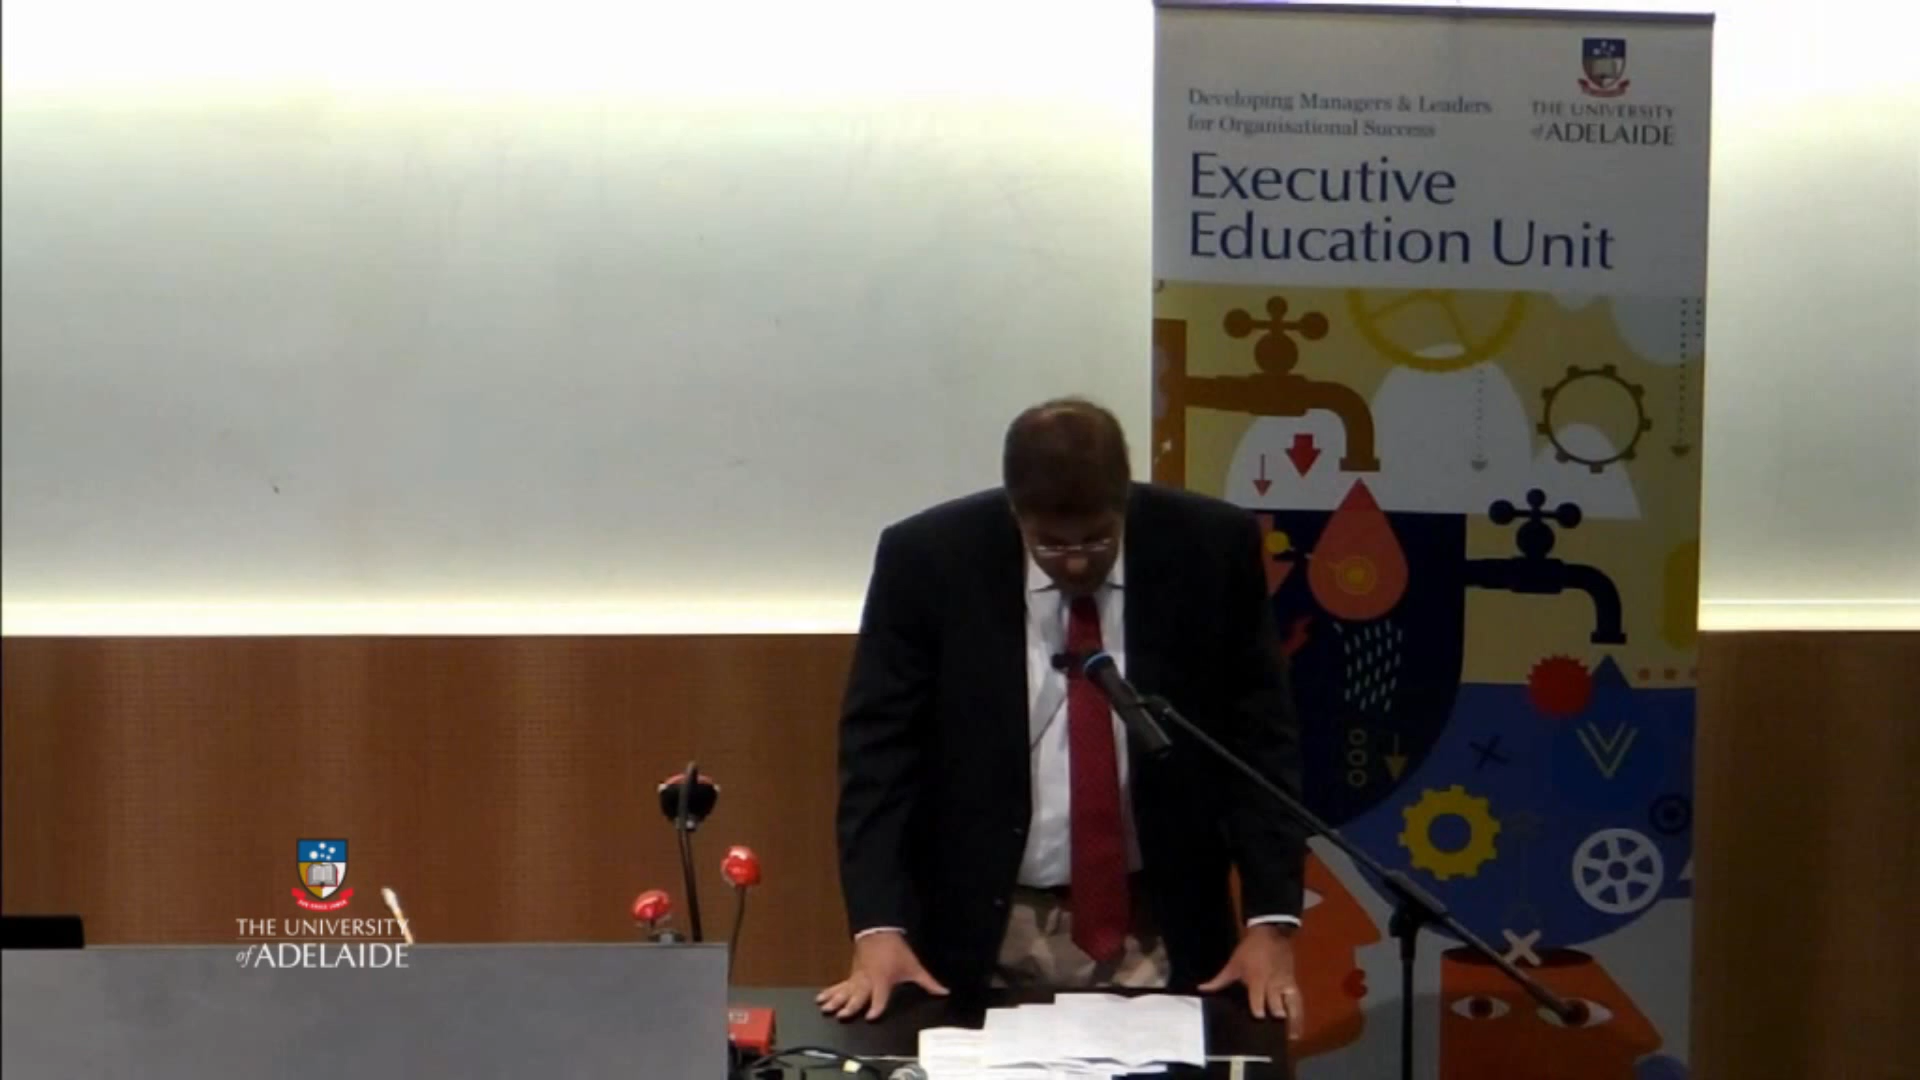 Developing Managers & Leaders
for Organisational Success
THE UNIVERSITY
of ADELAIDE
Executive
Education Unit
THE UNIVERSITY
of ADELAIDE